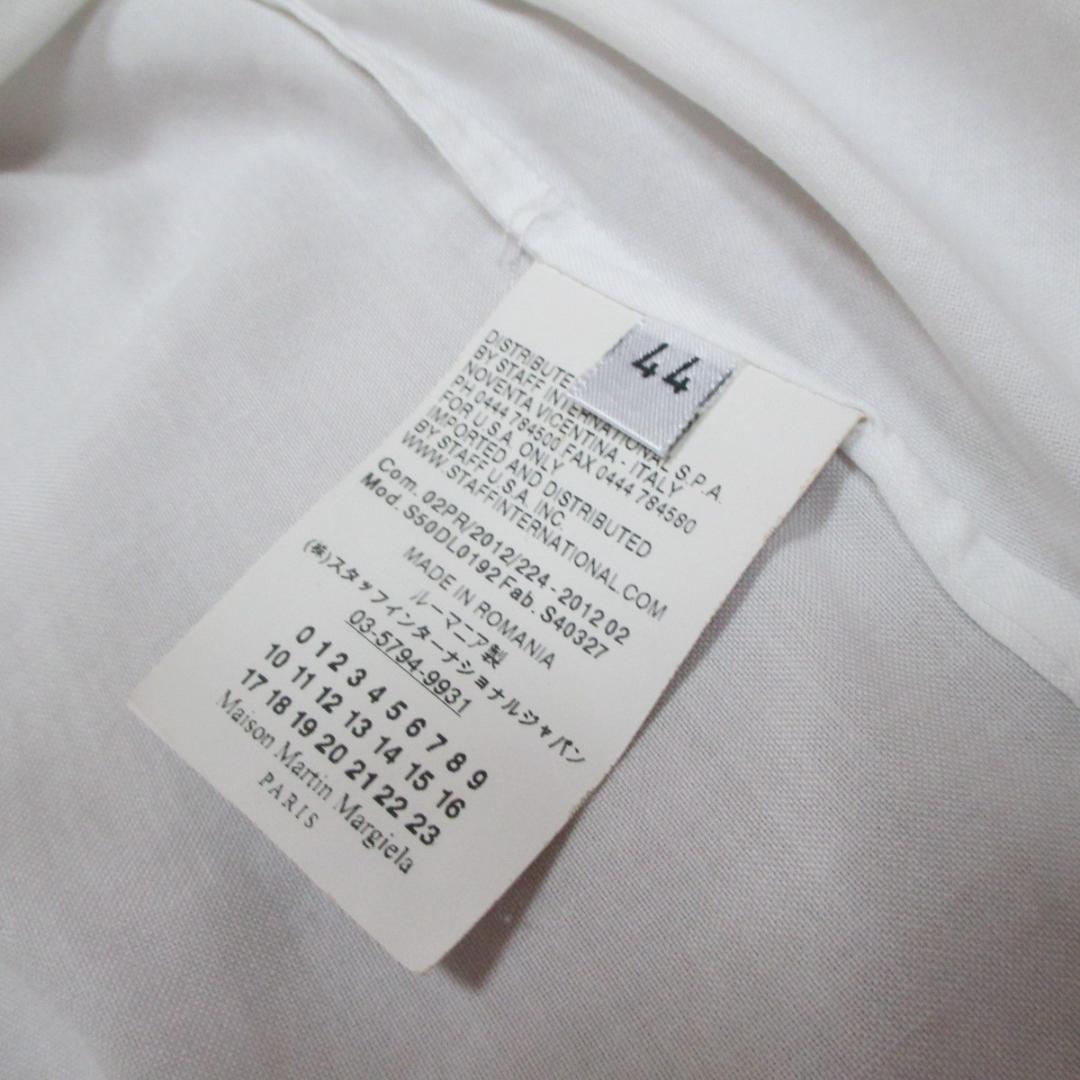 44
DISTRIBUTE
BY STAFF INTERNATIONAL S.P.A.
NOVENTA VICENTINA - ITALY
PH 0444 784500 FAX 0444 784580
FOR U.S.A. ONLY
IMPORTED AND DISTRIBUTED
BY STAFF U.S.A. INC.
WWW.STAFFINTERNATIONAL.COM
Com. 02PR/2012/224 - 2012 02
Mod. S50DL0192 Fab. S40327
MADE IN ROMANIA
ルーマニア製
(株)スタッフインターナショナルジャパン
03-5794-9931
0 1 2 3 4 5 6 7 8 9
10 11 12 13 14 15 16
17 18 19 20 21 22 23
Maison Martin Margiela
PARIS